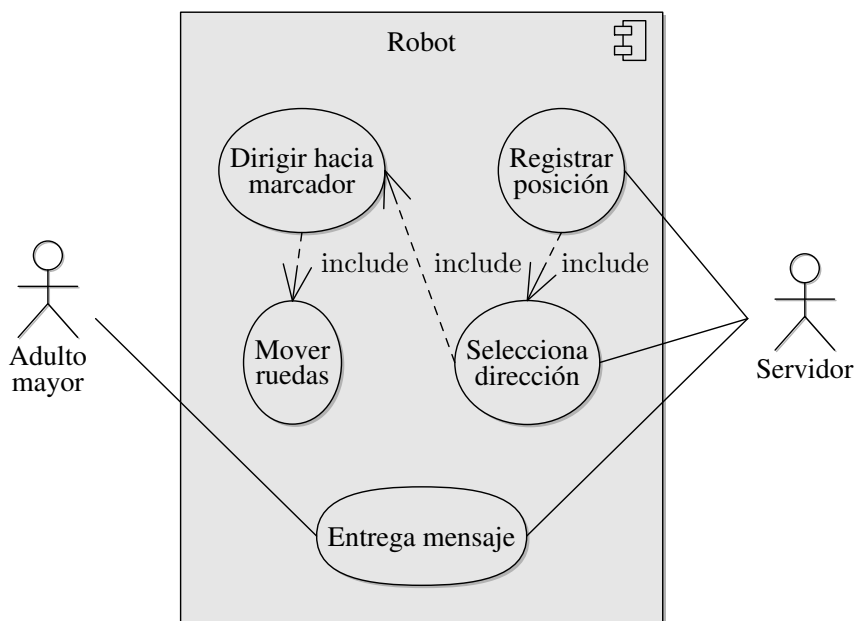 Robot
Dirigir hacia
marcador
Registrar
posición
include
include
include
Adulto
mayor
Mover
ruedas
Selecciona
dirección
Servidor
Entrega mensaje